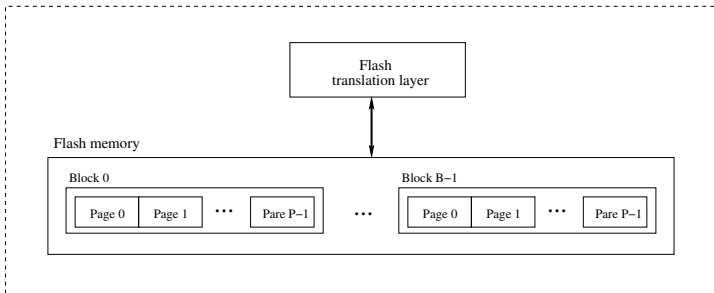 Flash
translation layer
Flash memory
Block 0
Block B−1
Page 0 Page 1 ··· Pare P−1 ··· Page 0 Page 1 ··· Pare P−1